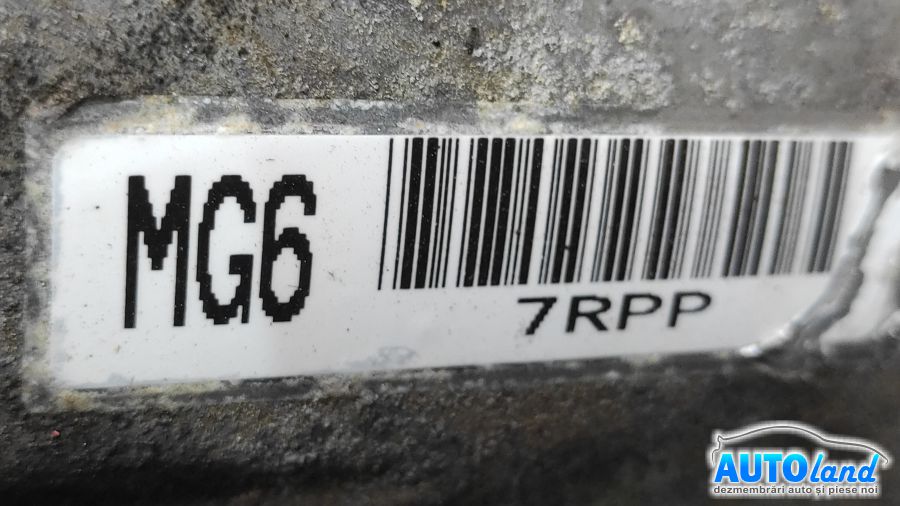 MG6
7RPP
AUTOland
dezmembrări auto și piese noi